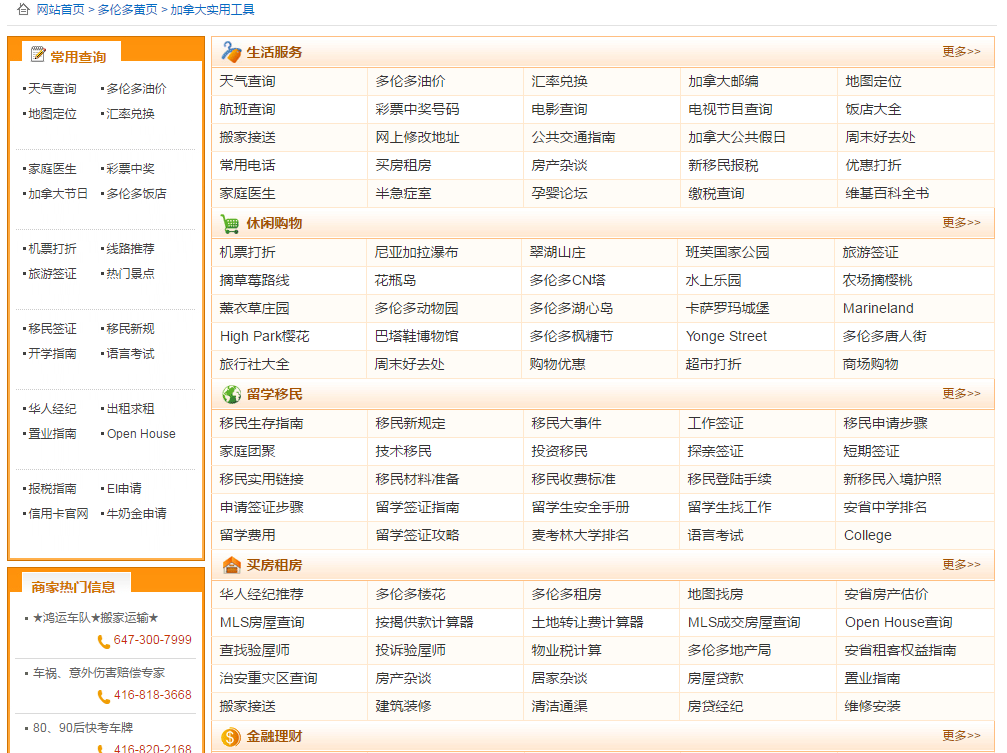 网站首页 > 多伦多黄页 > 加拿大实用工具
常用查询
天气查询 多伦多油价
地图定位 汇率兑换
家庭医生 彩票中奖
加拿大节日 多伦多饭店
机票打折 线路推荐
旅游签证 热门景点
移民签证 移民新规
开学指南 语言考试
华人经纪 出租求租
置业指南 Open House
报税指南 EI申请
信用卡官网 牛奶金申请
商家热门信息
★鸿运车队★搬家运输★
647-300-7999
车祸、意外伤害赔偿专家
416-818-3668
80、90后快考车牌
416-820-2168
生活服务 更多>>
天气查询 多伦多油价 汇率兑换 加拿大邮编 地图定位
航班查询 彩票中奖号码 电影查询 电视节目查询 饭店大全
搬家接送 网上修改地址 公共交通指南 加拿大公共假日 周末好去处
常用电话 买房租房 房产杂谈 新移民报税 优惠打折
家庭医生 半急症室 孕婴论坛 缴税查询 维基百科全书
休闲购物 更多>>
机票打折 尼亚加拉瀑布 翠湖山庄 班芙国家公园 旅游签证
摘草莓路线 花瓶岛 多伦多CN塔 水上乐园 农场摘樱桃
薰衣草庄园 多伦多动物园 多伦多湖心岛 卡萨罗玛城堡 Marineland
High Park樱花 巴塔鞋博物馆 多伦多枫糖节 Yonge Street 多伦多唐人街
旅行社大全 周末好去处 购物优惠 超市打折 商场购物
留学移民 更多>>
移民生存指南 移民新规定 移民大事件 工作签证 移民申请步骤
家庭团聚 技术移民 投资移民 探亲签证 短期签证
移民实用链接 移民材料准备 移民收费标准 移民登陆手续 新移民入境护照
申请签证步骤 留学签证指南 留学生安全手册 留学生找工作 安省中学排名
留学费用 留学签证攻略 麦考林大学排名 语言考试 College
买房租房 更多>>
华人经纪推荐 多伦多楼花 多伦多租房 地图找房 安省房产估价
MLS房屋查询 按揭供款计算器 土地转让费计算器 MLS成交房屋查询 Open House查询
查找验屋师 投诉验屋师 物业税计算 多伦多地产局 安省租客权益指南
治安重灾区查询 房产杂谈 居家杂谈 房屋贷款 置业指南
搬家接送 建筑装修 清洁通渠 房贷经纪 维修安装
金融理财 更多>>